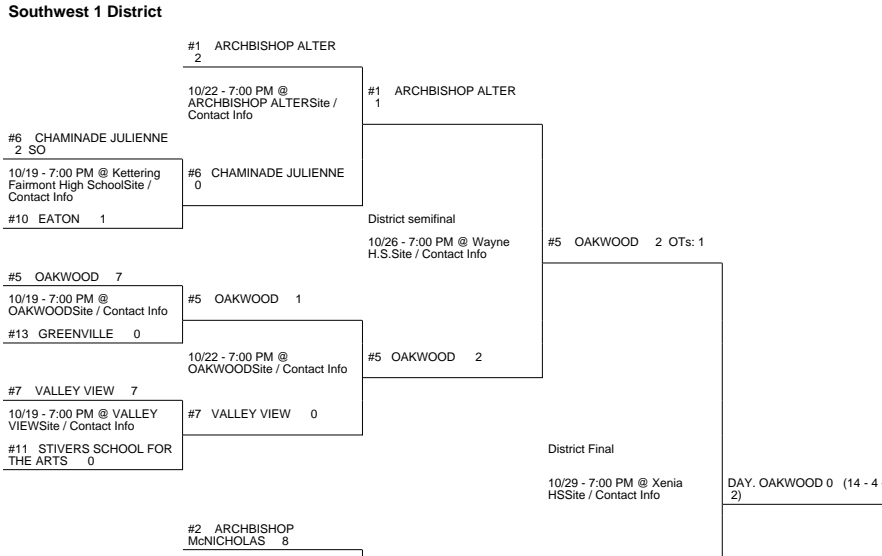 Southwest 1 District
#1 ARCHBISHOP ALTER
2
10/22 - 7:00 PM @
ARCHBISHOP ALTERSite /
Contact Info
#1 ARCHBISHOP ALTER
1
#6 CHAMINADE JULIENNE
2 SO
10/19 - 7:00 PM @ Kettering
Fairmont High SchoolSite /
Contact Info
#6 CHAMINADE JULIENNE
0
#10 EATON 1
District semifinal
10/26 - 7:00 PM @ Wayne
H.S.Site / Contact Info
#5 OAKWOOD 2 OTs: 1
#5 OAKWOOD 7
10/19 - 7:00 PM @
OAKWOODSite / Contact Info
#5 OAKWOOD 1
#13 GREENVILLE 0
10/22 - 7:00 PM @
OAKWOODSite / Contact Info
#5 OAKWOOD 2
#7 VALLEY VIEW 7
10/19 - 7:00 PM @ VALLEY
VIEWSite / Contact Info
#7 VALLEY VIEW 0
#11 STIVERS SCHOOL FOR
THE ARTS 0
District Final
10/29 - 7:00 PM @ Xenia
HSSite / Contact Info
DAY. OAKWOOD 0 (14 - 4 -
2)
#2 ARCHBISHOP
McNICHOLAS 8